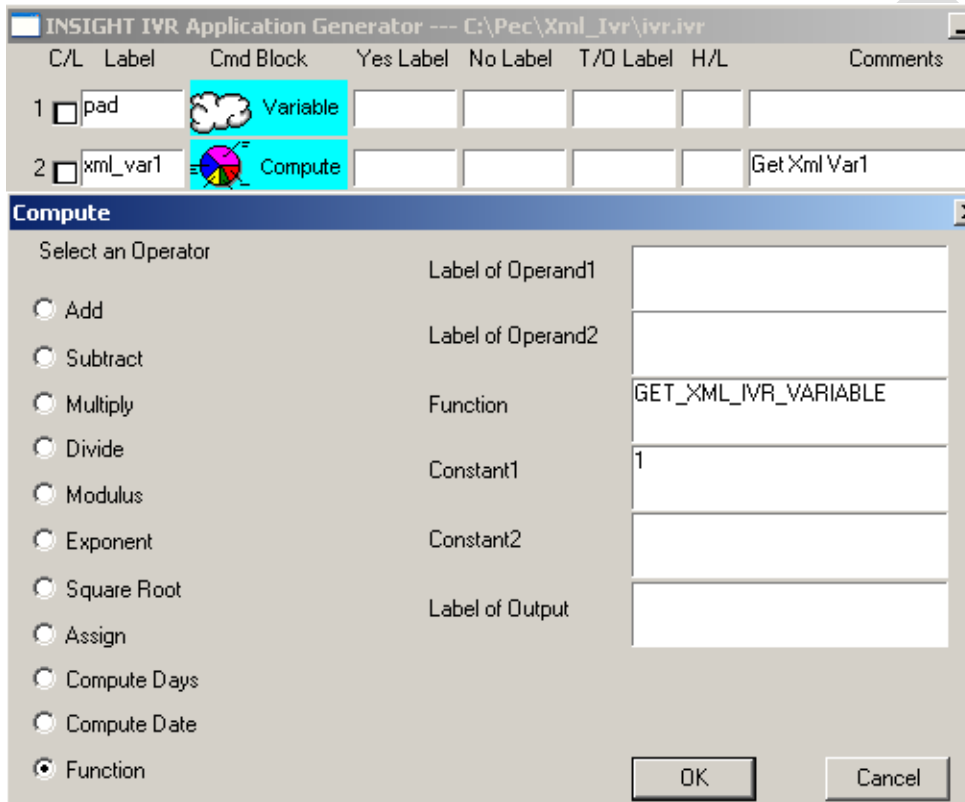 INSIGHT IVR Application Generator --- C:\Pec\Xml_Ivr\ivr.ivr
C/L Label Cmd Block Yes Label No Label T/O Label H/L Comments
1 pad Variable
2 xml_var1 Compute Get Xml Var1
Compute
Select an Operator
Label of Operand1
Add
Label of Operand2
Subtract
Multiply
Function GET_XML_IVR_VARIABLE
Divide
Constant1 1
Modulus
Exponent
Constant2
Square Root
Label of Output
Assign
Compute Days
Compute Date
Function
OK Cancel